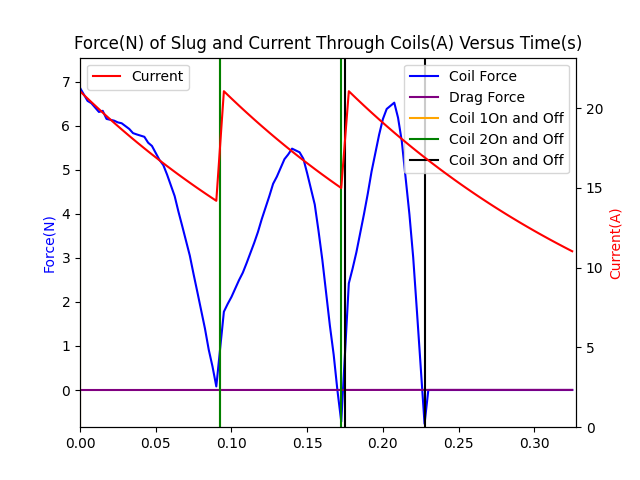 Force(N) of Slug and Current Through Coils(A) Versus Time(s)
Current
Coil Force
Drag Force
Coil 1On and Off
Coil 2On and Off
Coil 3On and Off
Force(N)
7
6
5
4
3
2
1
0
Current(A)
20
15
10
5
0
0.00 0.05 0.10 0.15 0.20 0.25 0.30